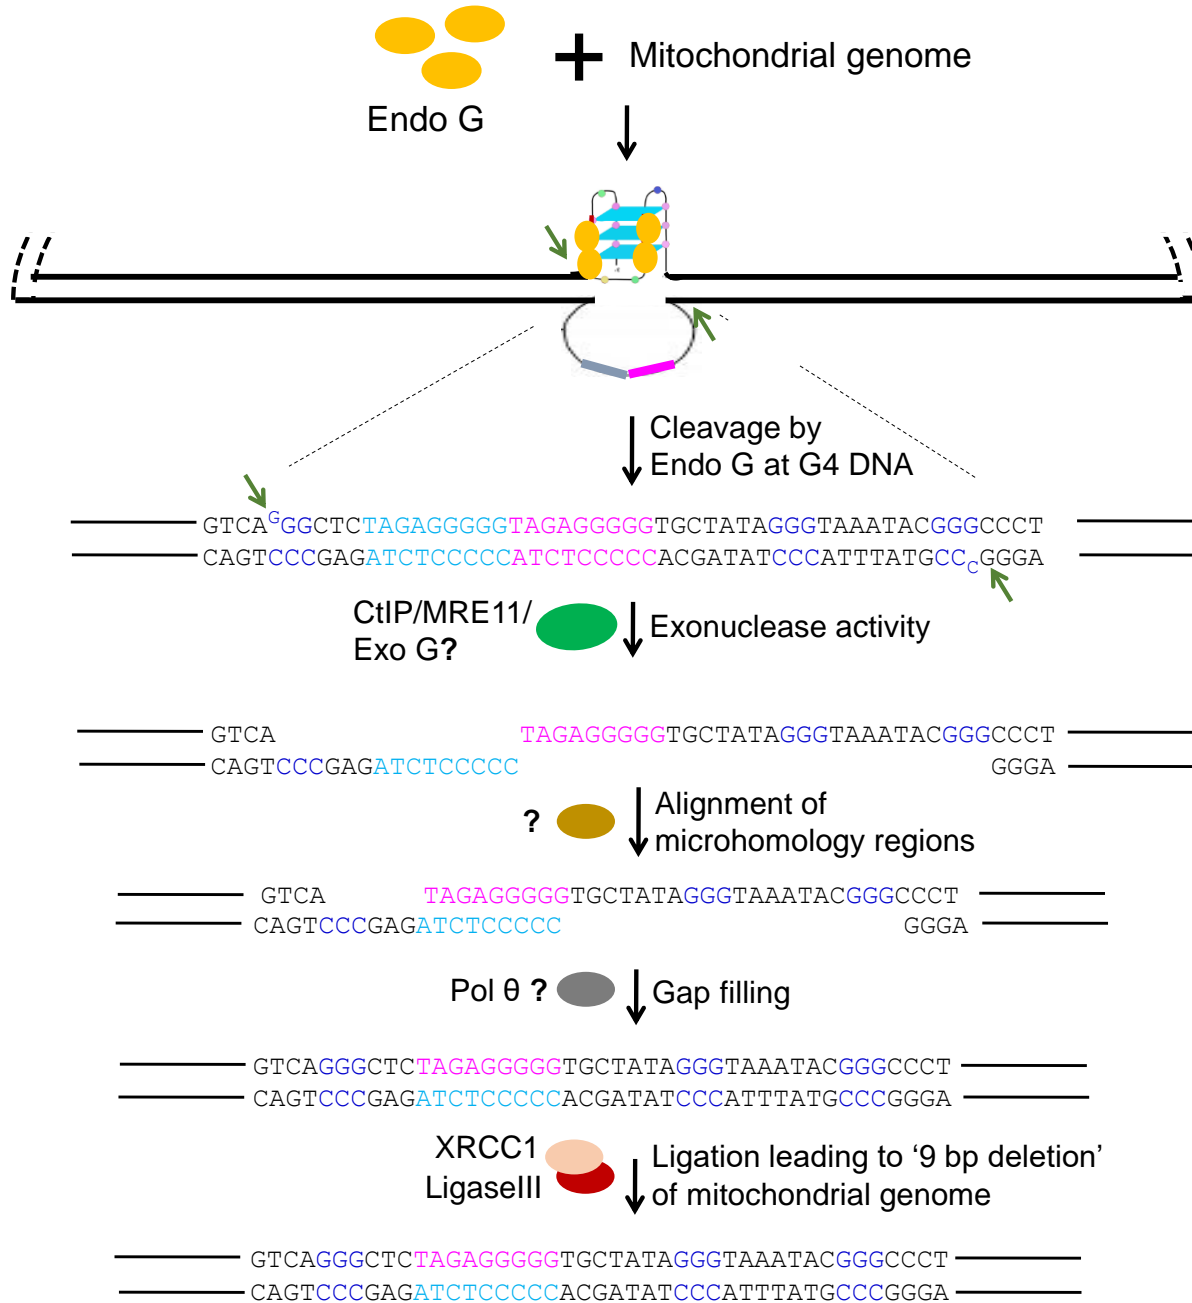 Endo G
Mitochondrial genome
Cleavage by
Endo G at G4 DNA
GTCAGGGCTCTAGAGGGGGTAGAGGGGGTGCTATAGGGTAAATACGGGCCCT
CAGTCCCGAGATCTCCCCCATCTCCCCCACGATATCCCATTTATGCCCGGGA
CtIP/MRE11/
Exo G?
Exonuclease activity
GTCA TAGAGGGGGTGCTATAGGGTAAATACGGGCCCT
CAGTCCCGAGATCTCCCCC GGGA
?
Alignment of
microhomology regions
GTCA TAGAGGGGGTGCTATAGGGTAAATACGGGCCCT
CAGTCCCGAGATCTCCCCC GGGA
Pol θ ?
Gap filling
GTCAGGGCTCTAGAGGGGGTGCTATAGGGTAAATACGGGCCCT
CAGTCCCGAGATCTCCCCCACGATATCCCATTTATGCCCGGGA
XRCC1
LigaseIII
Ligation leading to ‘9 bp deletion’
of mitochondrial genome
GTCAGGGCTCTAGAGGGGGTGCTATAGGGTAAATACGGGCCCT
CAGTCCCGAGATCTCCCCCACGATATCCCATTTATGCCCGGGA